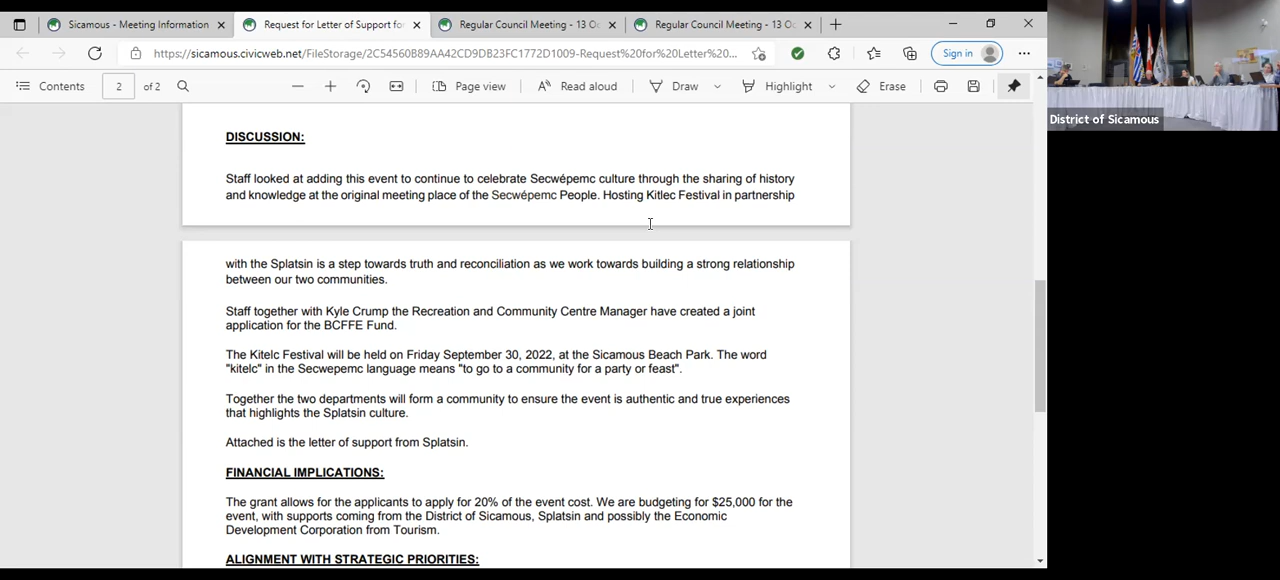 Sicamous - Meeting Information
Request for Letter of Support for
Regular Council Meeting - 13 Oc
Regular Council Meeting - 13 Oc
https://sicamous.civicweb.net/FileStorage/2C54560B89AA42CD9DB23FC1772D1009-Request%20for%20Letter%20...
Sign in
Contents
2
of 2
Page view
Read aloud
Draw
Highlight
Erase
District of Sicamous
DISCUSSION:
Staff looked at adding this event to continue to celebrate Secwépemc culture through the sharing of history
and knowledge at the original meeting place of the Secwépemc People. Hosting Kitlec Festival in partnership
with the Splatsin is a step towards truth and reconciliation as we work towards building a strong relationship
between our two communities.
Staff together with Kyle Crump the Recreation and Community Centre Manager have created a joint
application for the BCFFE Fund.
The Kitelc Festival will be held on Friday September 30, 2022, at the Sicamous Beach Park. The word
"kitelc" in the Secwepemc language means "to go to a community for a party or feast".
Together the two departments will form a community to ensure the event is authentic and true experiences
that highlights the Splatsin culture.
Attached is the letter of support from Splatsin.
FINANCIAL IMPLICATIONS:
The grant allows for the applicants to apply for 20% of the event cost. We are budgeting for $25,000 for the
event, with supports coming from the District of Sicamous, Splatsin and possibly the Economic
Development Corporation from Tourism.
ALIGNMENT WITH STRATEGIC PRIORITIES: